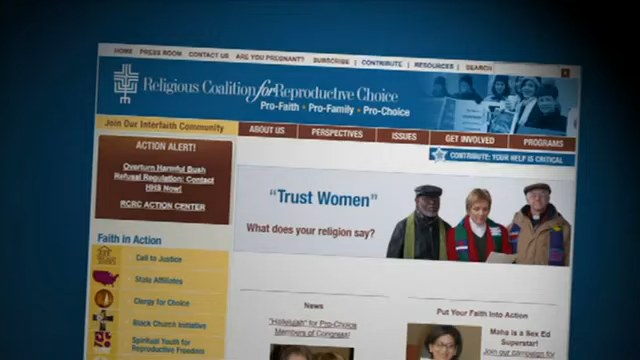 HOME PRESS ROOM CONTACT US ARE YOU PREGNANT? SUBSCRIBE | CONTRIBUTE | RESOURCES | SEARCH
Religious Coalition for Reproductive Choice
Pro-Faith • Pro-Family • Pro-Choice
Join Our Interfaith Community
ABOUT US PERSPECTIVES ISSUES GET INVOLVED PROGRAMS
CONTRIBUTE: YOUR HELP IS CRITICAL
ACTION ALERT!
Overturn Harmful Bush
Refusal Regulation: Contact
HHS Now!
RCRC ACTION CENTER
"Trust Women"
What does your religion say?
Faith in Action
Call to Justice
State Affiliates
Clergy for Choice
Black Church Initiative
Spiritual Youth for
Reproductive Freedom
News
"Hallelujah" for Pro-Choice
Members of Congress!
Put Your Faith Into Action
Maha is a Sex Ed
Superstar!
Join our campaign for